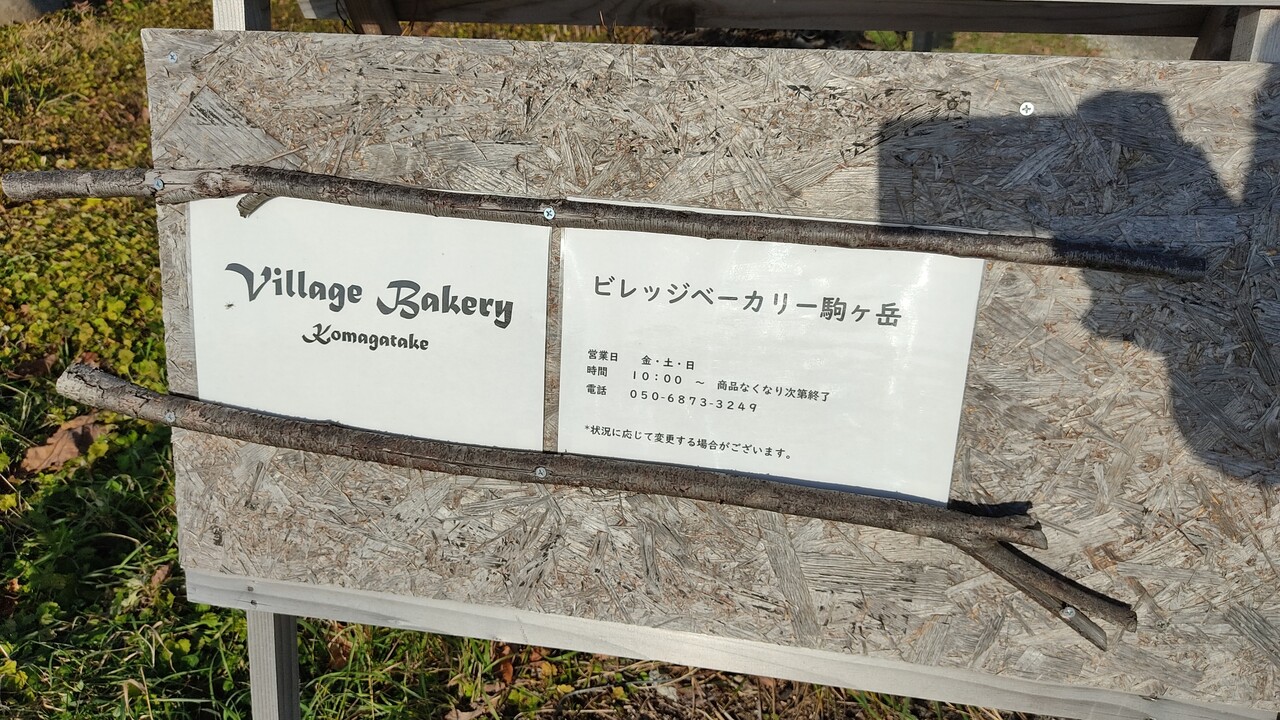 Village Bakery
Komagatake
ビレッジベーカリー駒ヶ岳
営業日　金・土・日
時間　１０：００　～　商品なくなり次第終了
電話　０５０-６８７３-３２４９
*状況に応じて変更する場合がございます。